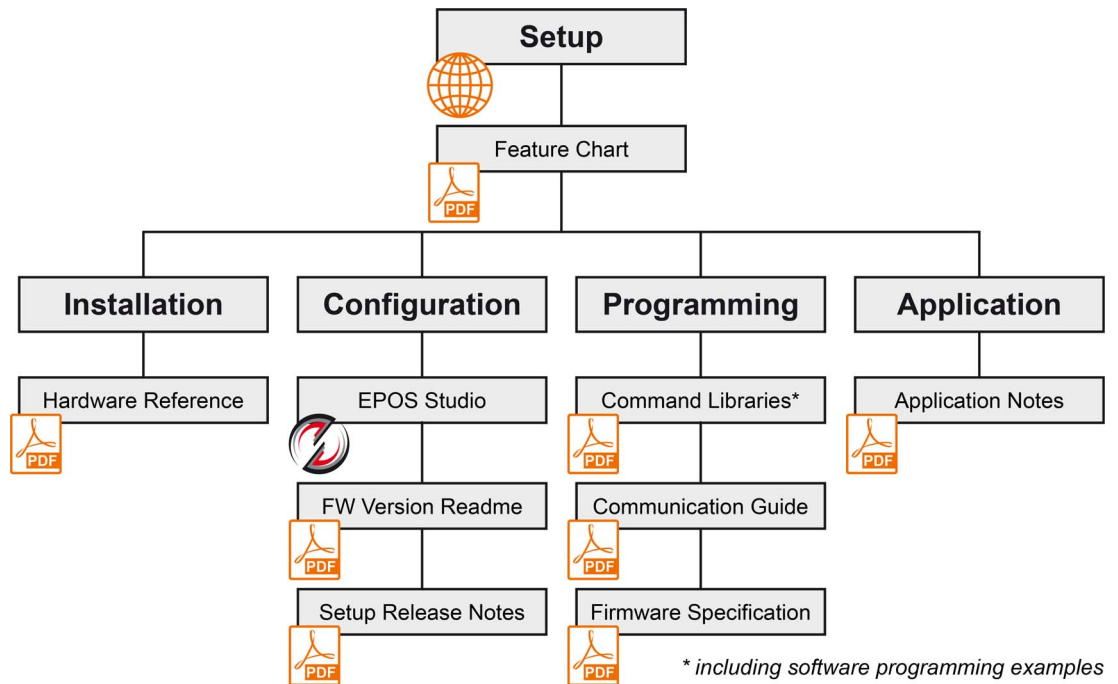 Setup
Feature Chart
PDF
Installation
Configuration
Programming
Application
Hardware Reference
EPOS Studio
Command Libraries*
Application Notes
PDF
PDF
PDF
FW Version Readme
Communication Guide
PDF
PDF
Setup Release Notes
Firmware Specification
PDF
PDF
* including software programming examples